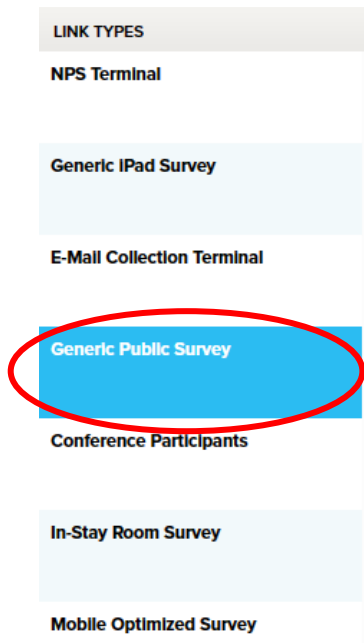 LINK TYPES
NPS Terminal
Generic iPad Survey
E-Mail Collection Terminal
Generic Public Survey
Conference Participants
In-Stay Room Survey
Mobile Optimized Survey